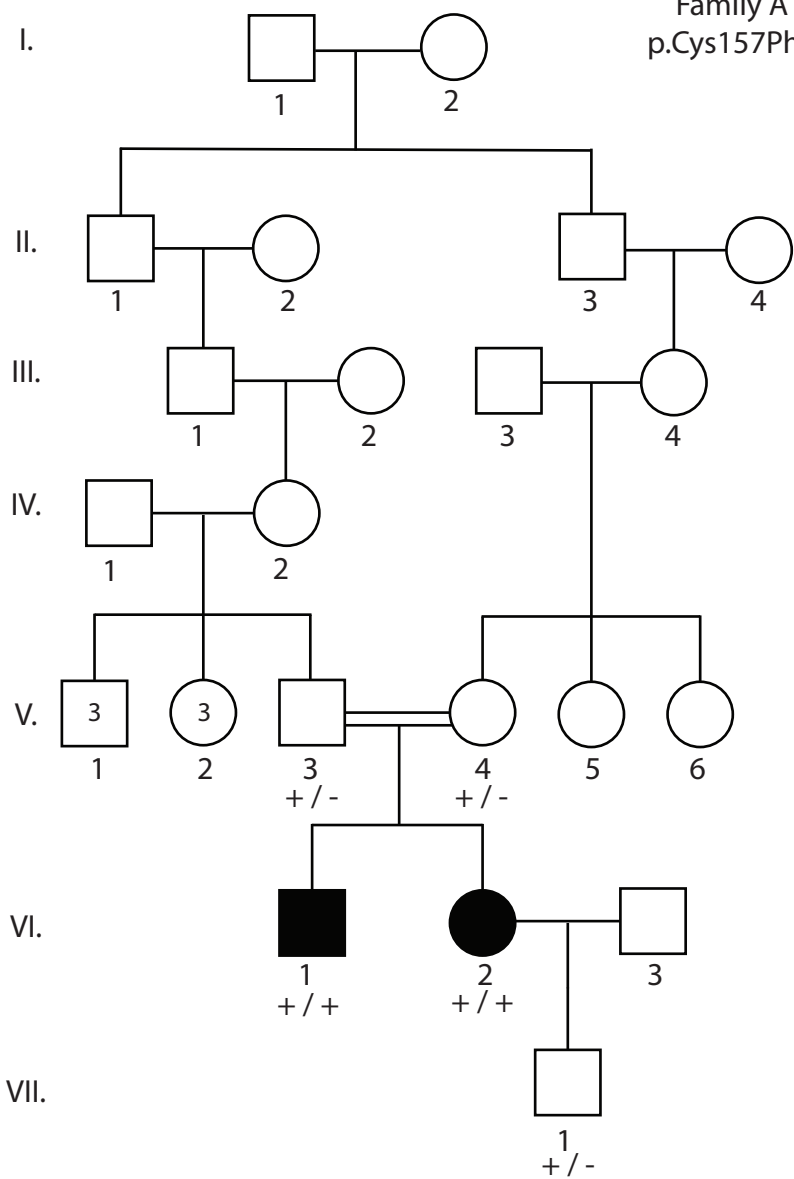 Family A
p.Cys157Ph
I.
1 2
II.
1 2 3 4
III.
1 2 3 4
IV.
1 2
V.
3 3
1 2 3 4 5 6
+ / - + / -
VI.
1 2 3
+ / + + / +
VII.
1
+ / -